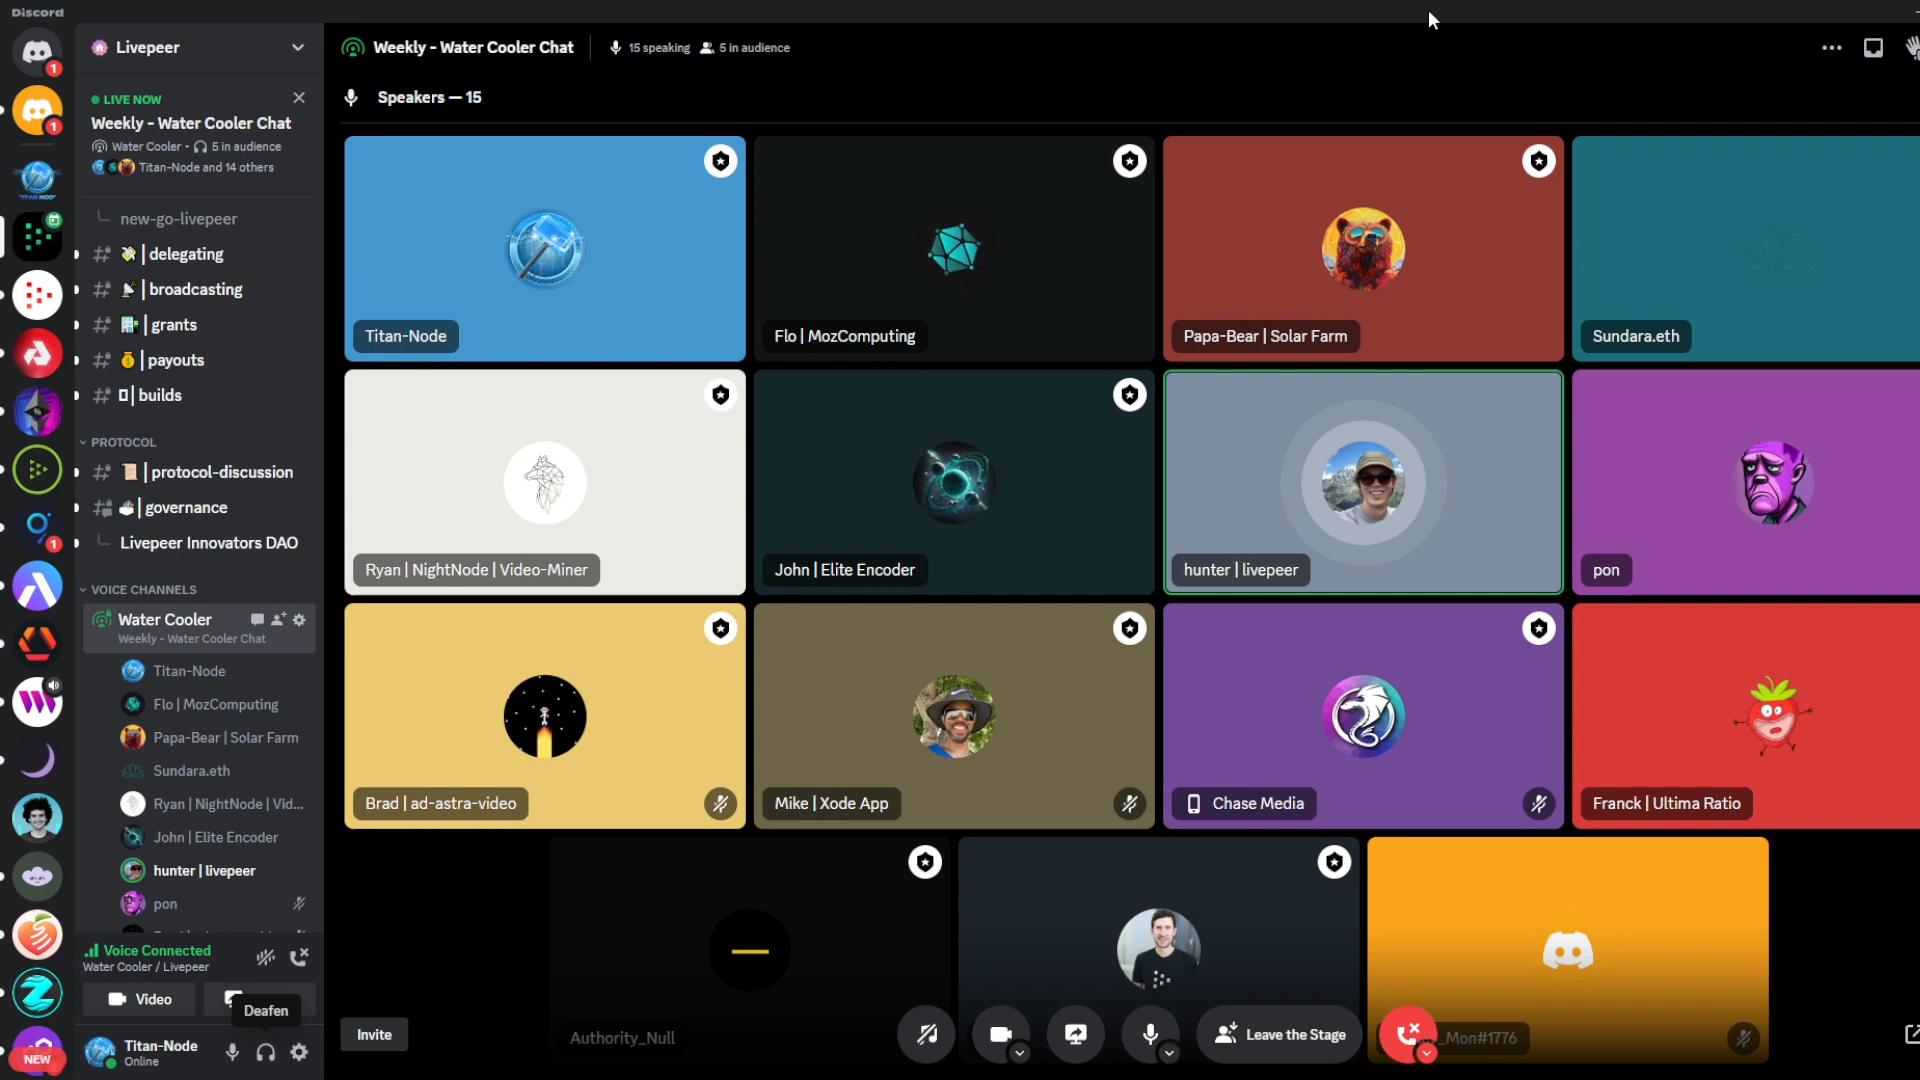 Discord
Livepeer
LIVE NOW
Weekly - Water Cooler Chat
Water Cooler • 5 in audience
Titan-Node and 14 others
new-go-livepeer
delegating
broadcasting
grants
payouts
builds
PROTOCOL
protocol-discussion
governance
Livepeer Innovators DAO
VOICE CHANNELS
Water Cooler
Weekly - Water Cooler Chat
Titan-Node
Flo | MozComputing
Papa-Bear | Solar Farm
Sundara.eth
Ryan | NightNode | Vid...
John | Elite Encoder
hunter | livepeer
pon
Voice Connected
Water Cooler / Livepeer
Video
Deafen
Titan-Node
Online
1
1
TITAN NODE
1
NEW
Weekly - Water Cooler Chat
15 speaking 5 in audience
Speakers — 15
Titan-Node
Flo | MozComputing
Papa-Bear | Solar Farm
Sundara.eth
Ryan | NightNode | Video-Miner
John | Elite Encoder
hunter | livepeer
pon
Brad | ad-astra-video
Mike | Xode App
Chase Media
Franck | Ultima Ratio
Invite
Authority_Null
Leave the Stage
_Mon#1776